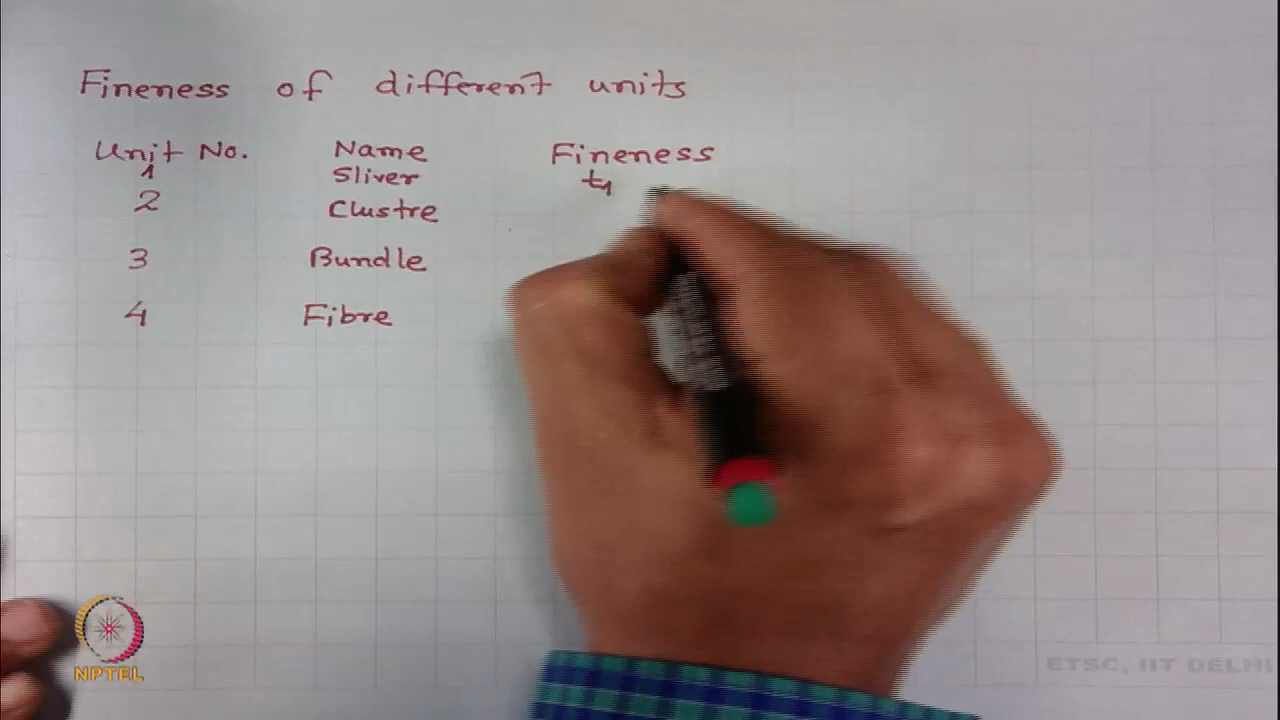 Fineness of different units
Unit No. Name Fineness
1 Sliver t1
2 Clustre
3 Bundle
4 Fibre
NPTEL
ETSC, IIT DELHI